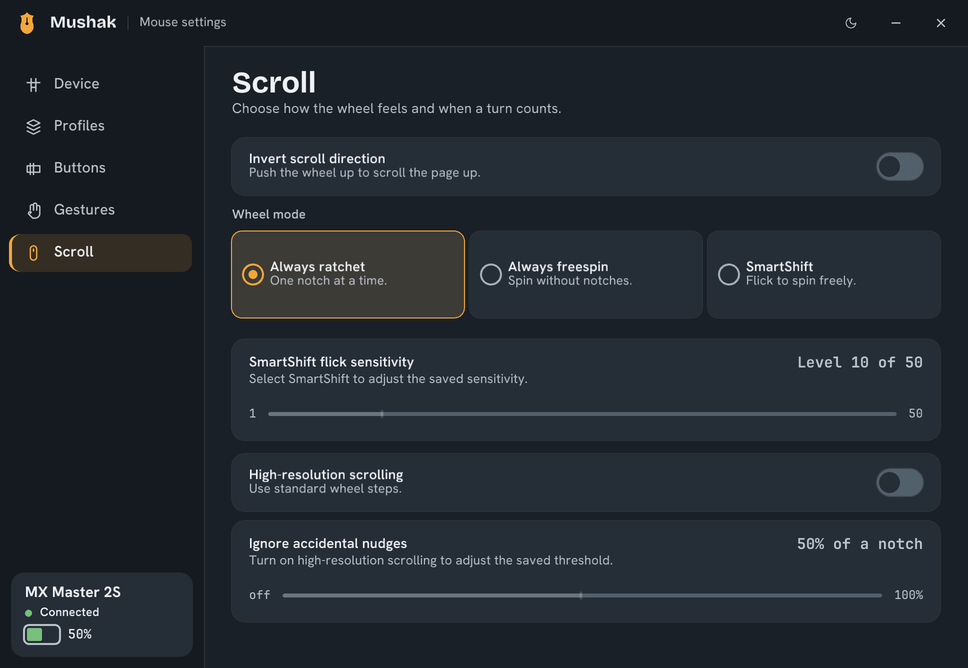 Mushak
Mouse settings
Device
Profiles
Buttons
Gestures
Scroll
MX Master 2S
Connected
50%
Scroll
Choose how the wheel feels and when a turn counts.
Invert scroll direction
Push the wheel up to scroll the page up.
Wheel mode
Always ratchet
One notch at a time.
Always freespin
Spin without notches.
SmartShift
Flick to spin freely.
SmartShift flick sensitivity
Level 10 of 50
Select SmartShift to adjust the saved sensitivity.
1
50
High-resolution scrolling
Use standard wheel steps.
Ignore accidental nudges
50% of a notch
Turn on high-resolution scrolling to adjust the saved threshold.
off
100%